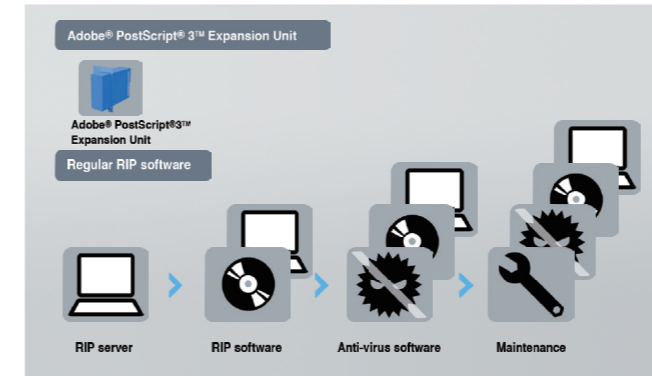 Adobe® PostScript® 3™ Expansion Unit
Adobe® PostScript®3™
Expansion Unit
Regular RIP software
RIP server
RIP software
Anti-virus software
Maintenance